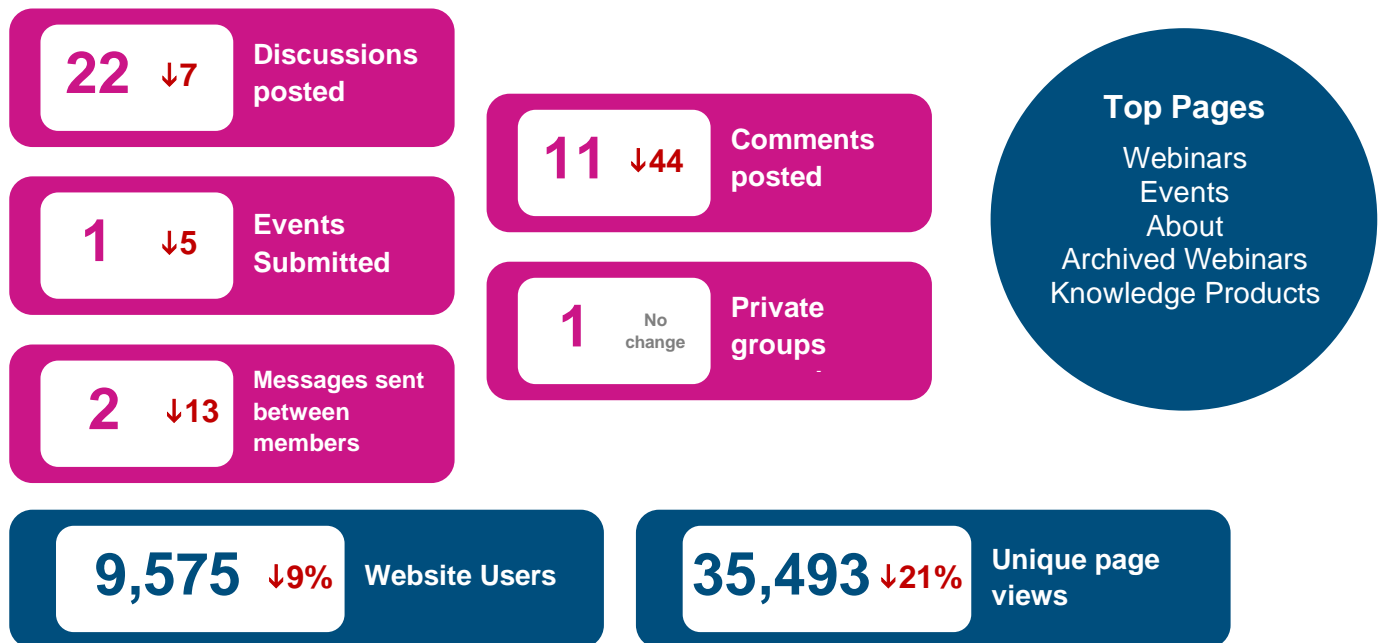 22 ↓7 Discussions
posted
1 ↓5 Events
Submitted
2 ↓13 Messages sent
between
members
11 ↓44 Comments
posted
1 No
change
Private
groups
Top Pages
Webinars
Events
About
Archived Webinars
Knowledge Products
9,575 ↓9% Website Users
35,493 ↓21% Unique page
views